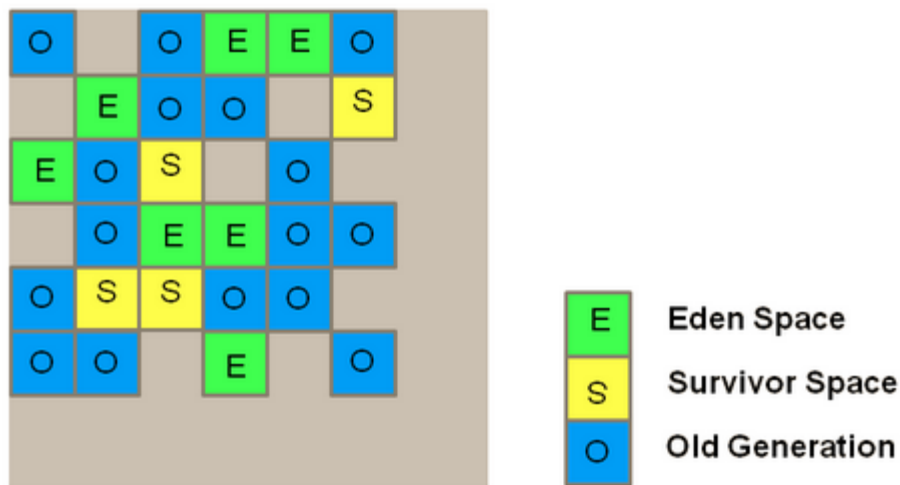 O O E E O
E O O S
E O S O
O E E O O
O S S O O
O O E O
E Eden Space
S Survivor Space
O Old Generation